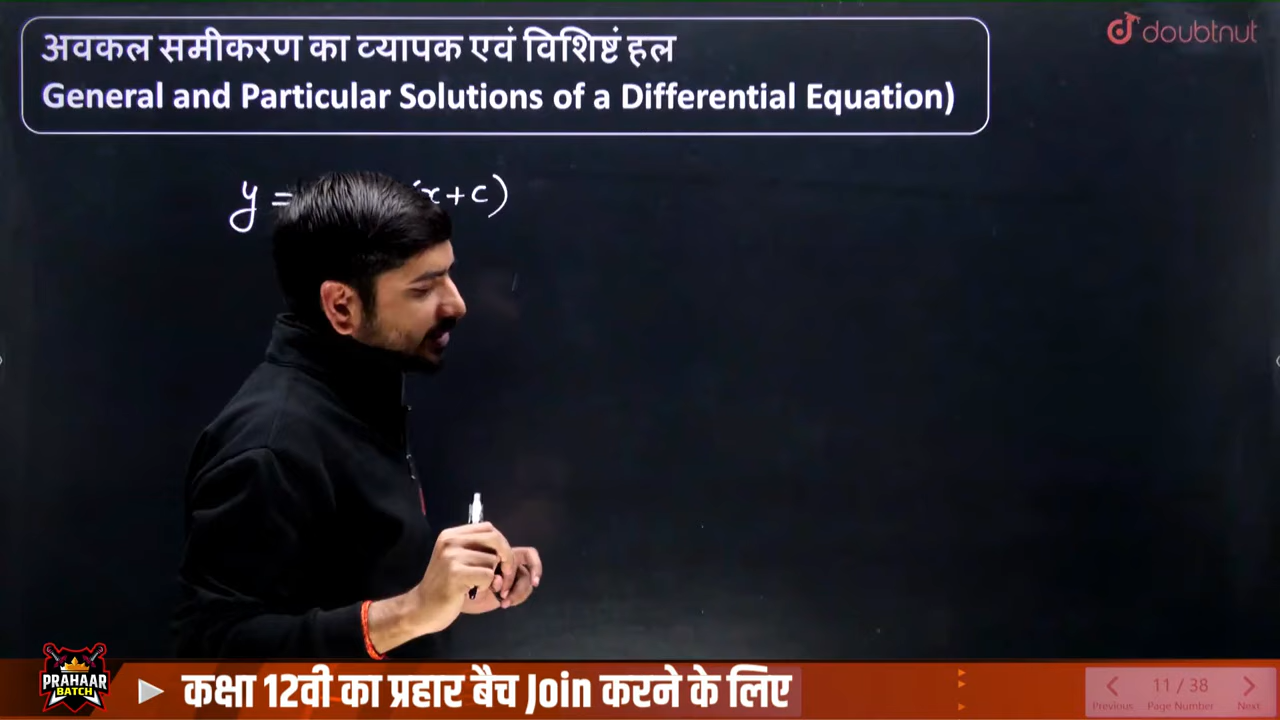 अवकल समीकरण का व्यापक एवं विशिष्टं हल
General and Particular Solutions of a Differential Equation)
doubtnut
y = (x+c)
PRAHAAR
BATCH
कक्षा 12वी का प्रहार बैच Join करने के लिए
11 / 38
Previous Page Number Next